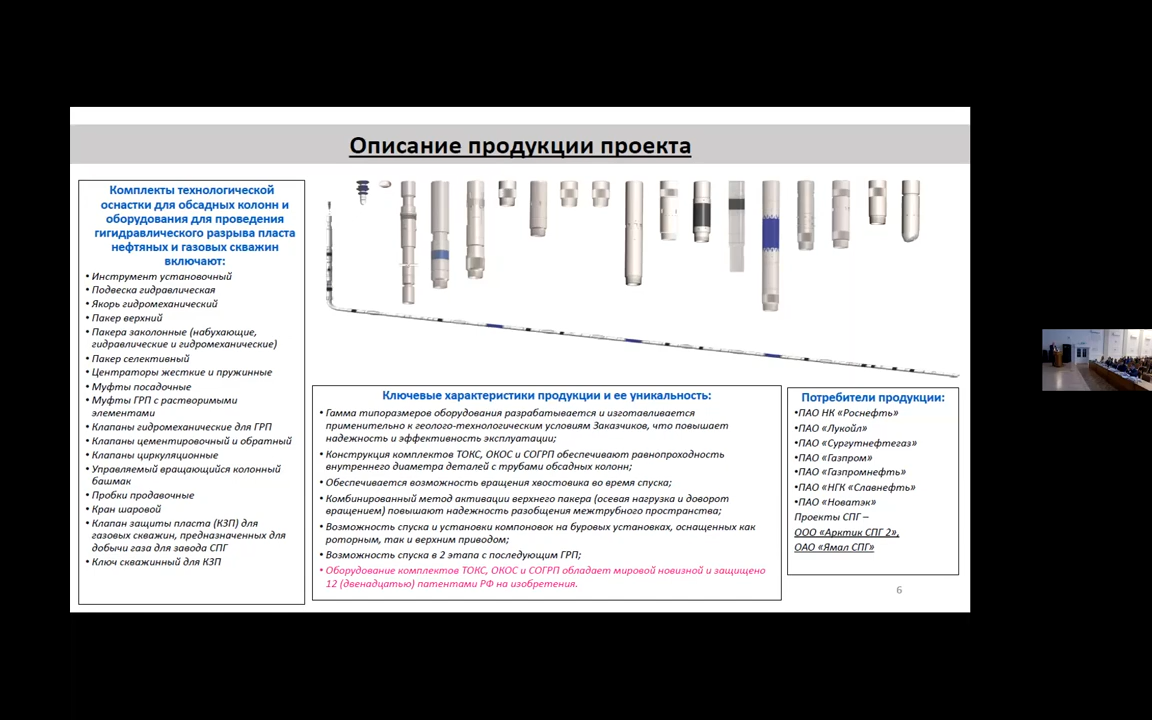 Описание продукции проекта
Комплекты технологической
оснастки для обсадных колонн и
оборудования для проведения
гигидравлического разрыва пласта
нефтяных и газовых скважин
включают:
• Инструмент установочный
• Подвеска гидравлическая
• Якорь гидромеханический
• Пакер верхний
• Пакера заколонные (набухающие,
гидравлические и гидромеханические)
• Пакер селективный
• Центраторы жесткие и пружинные
• Муфты посадочные
• Муфты ГРП с растворимыми
элементами
• Клапаны гидромеханические для ГРП
• Клапаны цементировочный и обратный
• Клапаны циркуляционные
• Управляемый вращающийся колонный
башмак
• Пробки продавочные
• Кран шаровой
• Клапан защиты пласта (КЗП) для
газовых скважин, предназначенных для
добычи газа для завода СПГ
• Ключ скважинный для КЗП
Ключевые характеристики продукции и ее уникальность:
• Гамма типоразмеров оборудования разрабатывается и изготавливается
применительно к геолого-технологическим условиям Заказчиков, что повышает
надежность и эффективность эксплуатации;
• Конструкция комплектов ТОКС, ОКОС и СОГРП обеспечивают равнопроходность
внутреннего диаметра деталей с трубами обсадных колонн;
• Обеспечивается возможность вращения хвостовика во время спуска;
• Комбинированный метод активации верхнего пакера (осевая нагрузка и доворот
вращением) повышают надежность разобщения межтрубного пространства;
• Возможность спуска и установки компоновок на буровых установках, оснащенных как
роторным, так и верхним приводом;
• Возможность спуска в 2 этапа с последующим ГРП;
• Оборудование комплектов ТОКС, ОКОС и СОГРП обладает мировой новизной и защищено
12 (двенадцатью) патентами РФ на изобретения.
Потребители продукции:
•ПАО НК «Роснефть»
•ПАО «Лукойл»
•ПАО «Сургутнефтегаз»
•ПАО «Газпром»
•ПАО «Газпромнефть»
•ПАО «НГК «Славнефть»
•ПАО «Новатэк»
Проекты СПГ –
ООО «Арктик СПГ 2»,
ОАО «Ямал СПГ»
6